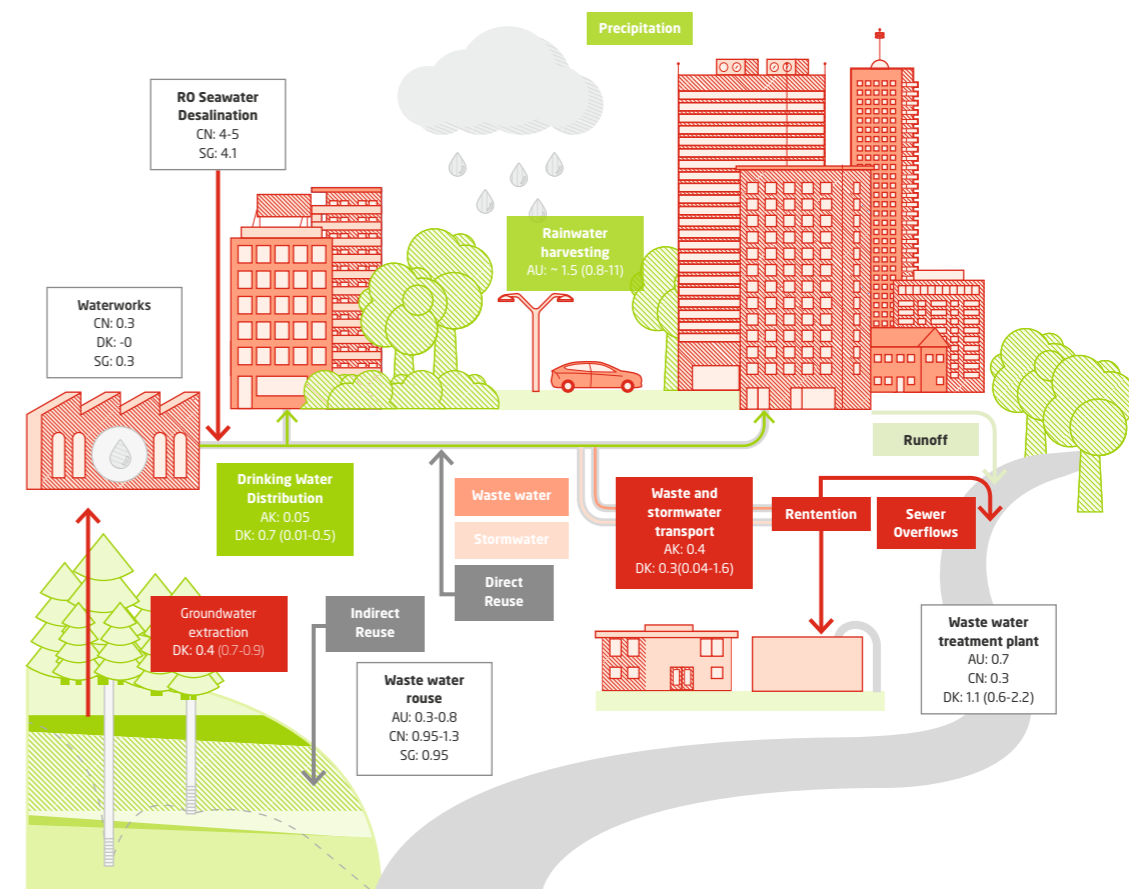 Precipitation
RO Seawater
Desalination
CN: 4-5
SG: 4.1
Rainwater
harvesting
AU: ~ 1.5 (0.8-11)
Waterworks
CN: 0.3
DK: -0
SG: 0.3
Runoff
Drinking Water
Distribution
AK: 0.05
DK: 0.7 (0.01-0.5)
Waste water
Stormwater
Direct
Reuse
Waste and
stormwater
transport
AK: 0.4
DK: 0.3(0.04-1.6)
Rentention
Sewer
Overflows
Groundwater
extraction
DK: 0.4 (0.7-0.9)
Indirect
Reuse
Waste water
rouse
AU: 0.3-0.8
CN: 0.95-1.3
SG: 0.95
Waste water
treatment plant
AU: 0.7
CN: 0.3
DK: 1.1 (0.6-2.2)